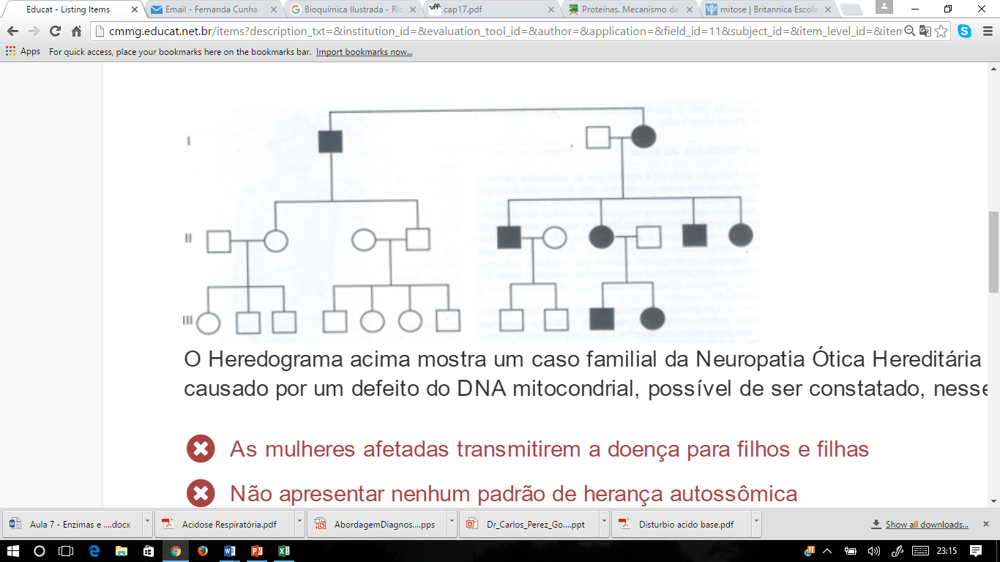 Educat - Listing Items
Email - Fernanda Cunha -
Bioquímica Ilustrada - Ric
cap17.pdf
Proteínas. Mecanismo de
mitose | Britannica Escola
cmmg.educat.net.br/items?description_txt=&institution_id=&evaluation_tool_id=&author=&application=&field_id=11&subject_id=&item_level_id=&item
Apps For quick access, place your bookmarks here on the bookmarks bar. Import bookmarks now...
I
II
III
O Heredograma acima mostra um caso familial da Neuropatia Ótica Hereditária
causado por um defeito do DNA mitocondrial, possível de ser constatado, nesse
As mulheres afetadas transmitirem a doença para filhos e filhas
Não apresentar nenhum padrão de herança autossômica
Aula 7 - Enzimas e ....docx
Acidose Respiratória.pdf
AbordagemDiagnos....pps
Dr_Carlos_Perez_Go....ppt
Disturbio acido base.pdf
Show all downloads...
23:15